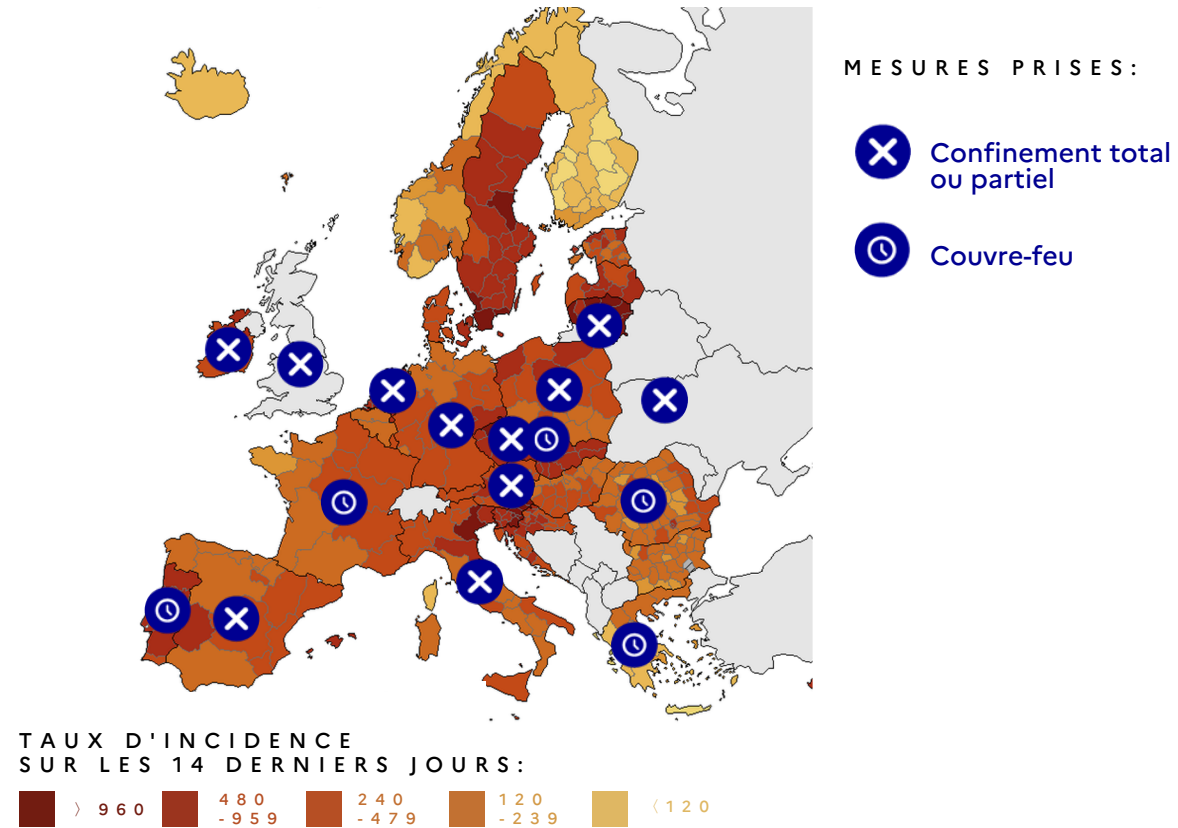 MESURES PRISES:
Confinement total
ou partiel
Couvre-feu
TAUX D'INCIDENCE
SUR LES 14 DERNIERS JOURS:
〉960
480
-959
240
-479
120
-239
〈120